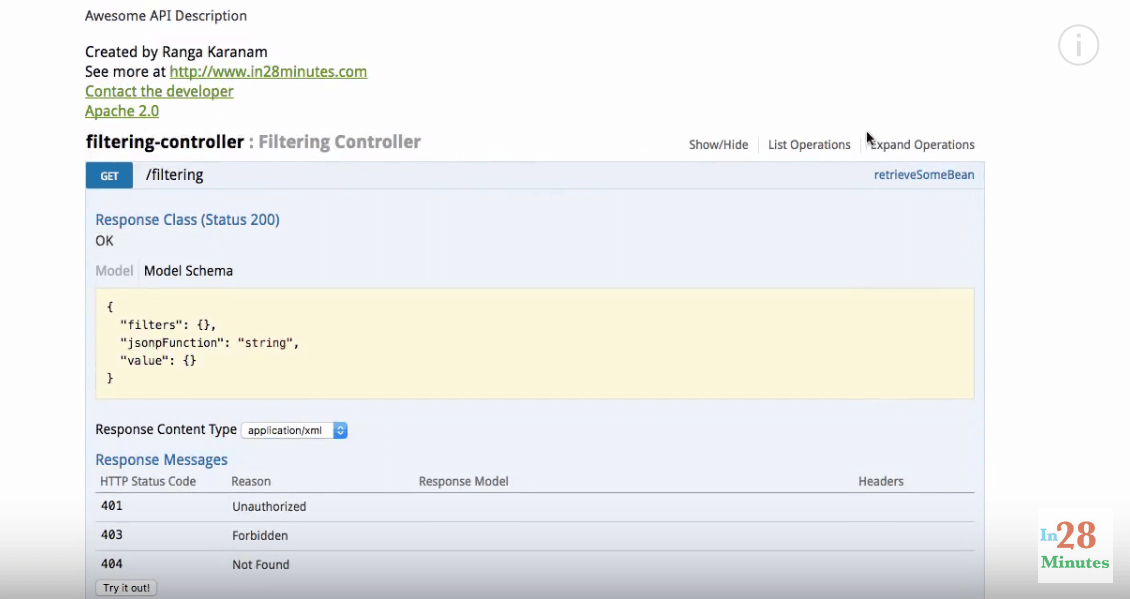 Awesome API Description
Created by Ranga Karanam
See more at http://www.in28minutes.com
Contact the developer
Apache 2.0
filtering-controller : Filtering Controller
Show/Hide List Operations Expand Operations
GET /filtering retrieveSomeBean
Response Class (Status 200)
OK
Model Model Schema
{
"filters": {},
"jsonpFunction": "string",
"value": {}
}
Response Content Type application/xml
Response Messages
HTTP Status Code Reason Response Model Headers
401 Unauthorized
403 Forbidden
404 Not Found
Try it out!
In28
Minutes